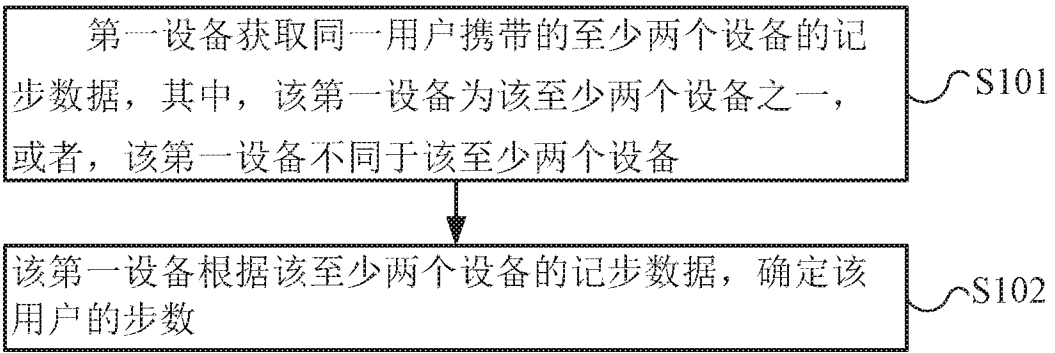 第一设备获取同一用户携带的至少两个设备的记
步数据，其中，该第一设备为该至少两个设备之一，
或者，该第一设备不同于该至少两个设备
S101
该第一设备根据该至少两个设备的记步数据，确定该
用户的步数
S102